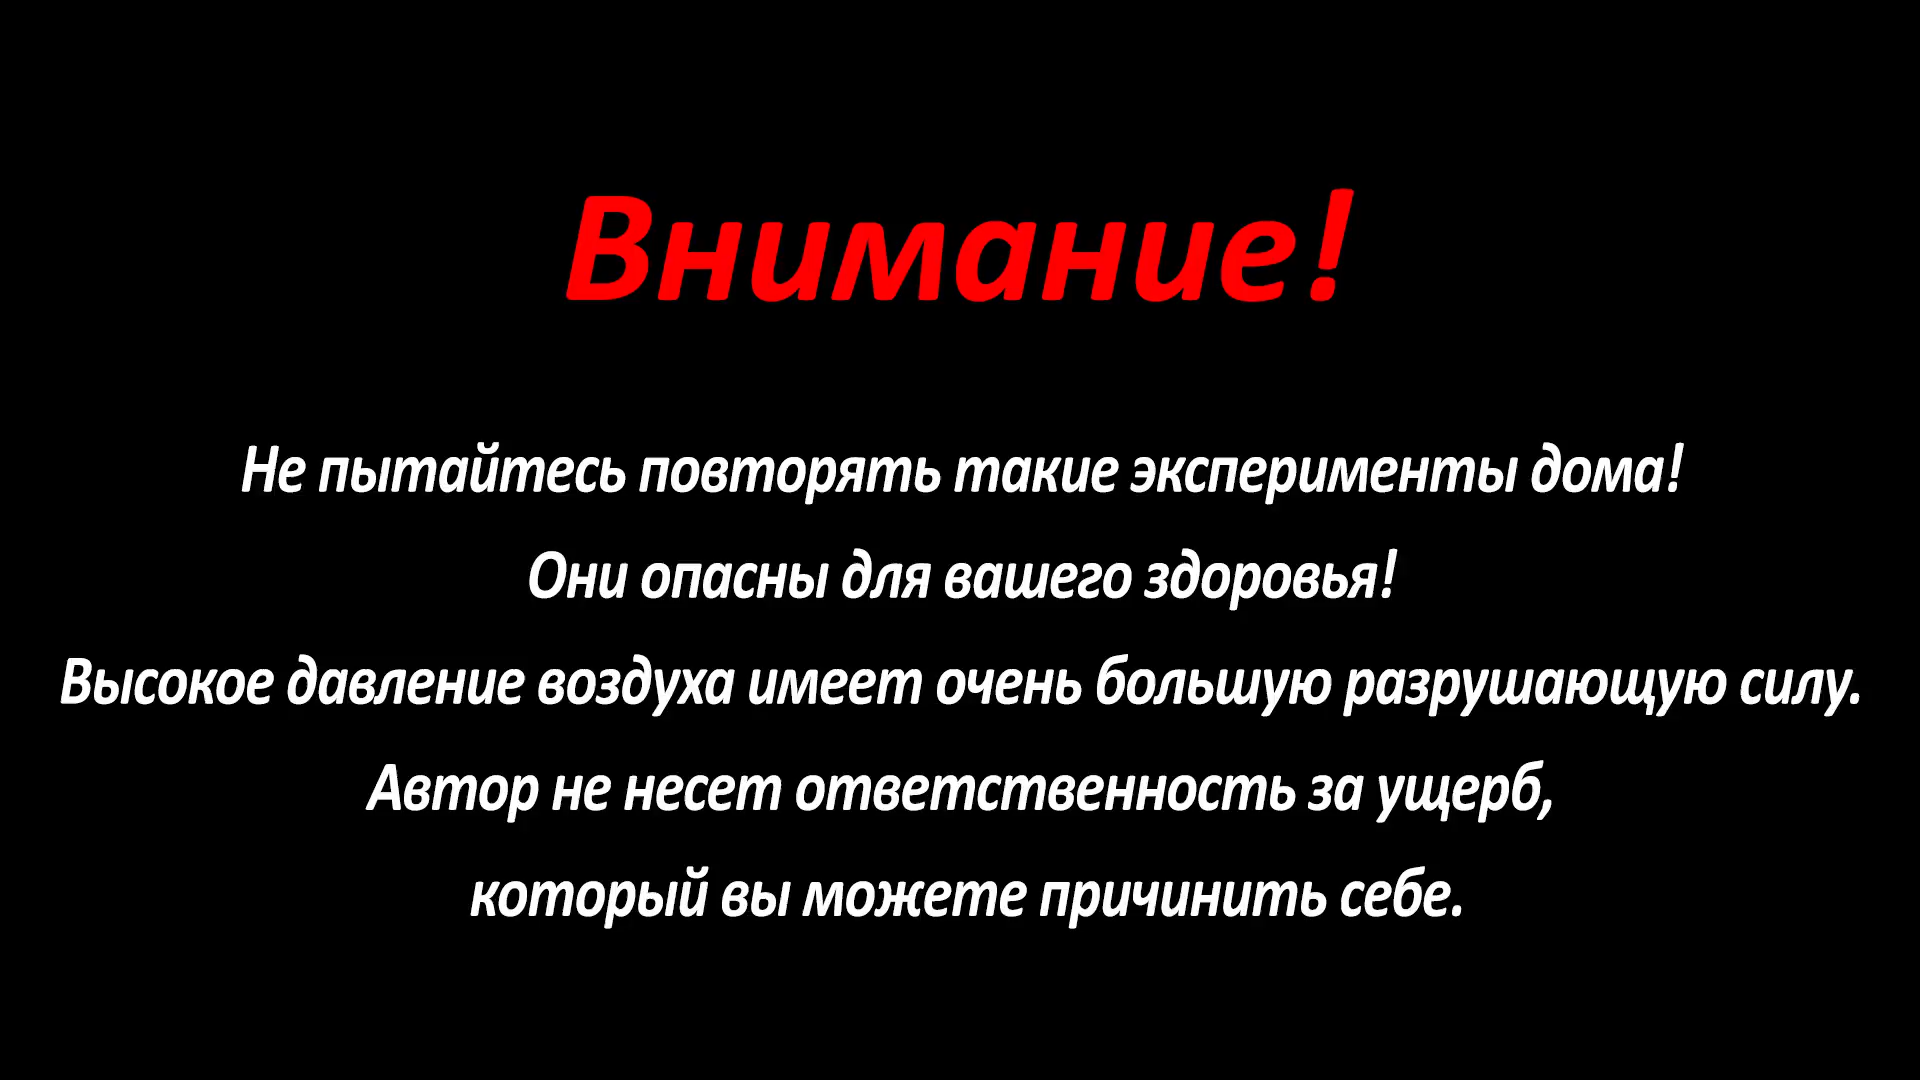 Внимание!
Не пытайтесь повторять такие эксперименты дома!
Они опасны для вашего здоровья!
Высокое давление воздуха имеет очень большую разрушающую силу.
Автор не несет ответственность за ущерб,
который вы можете причинить себе.